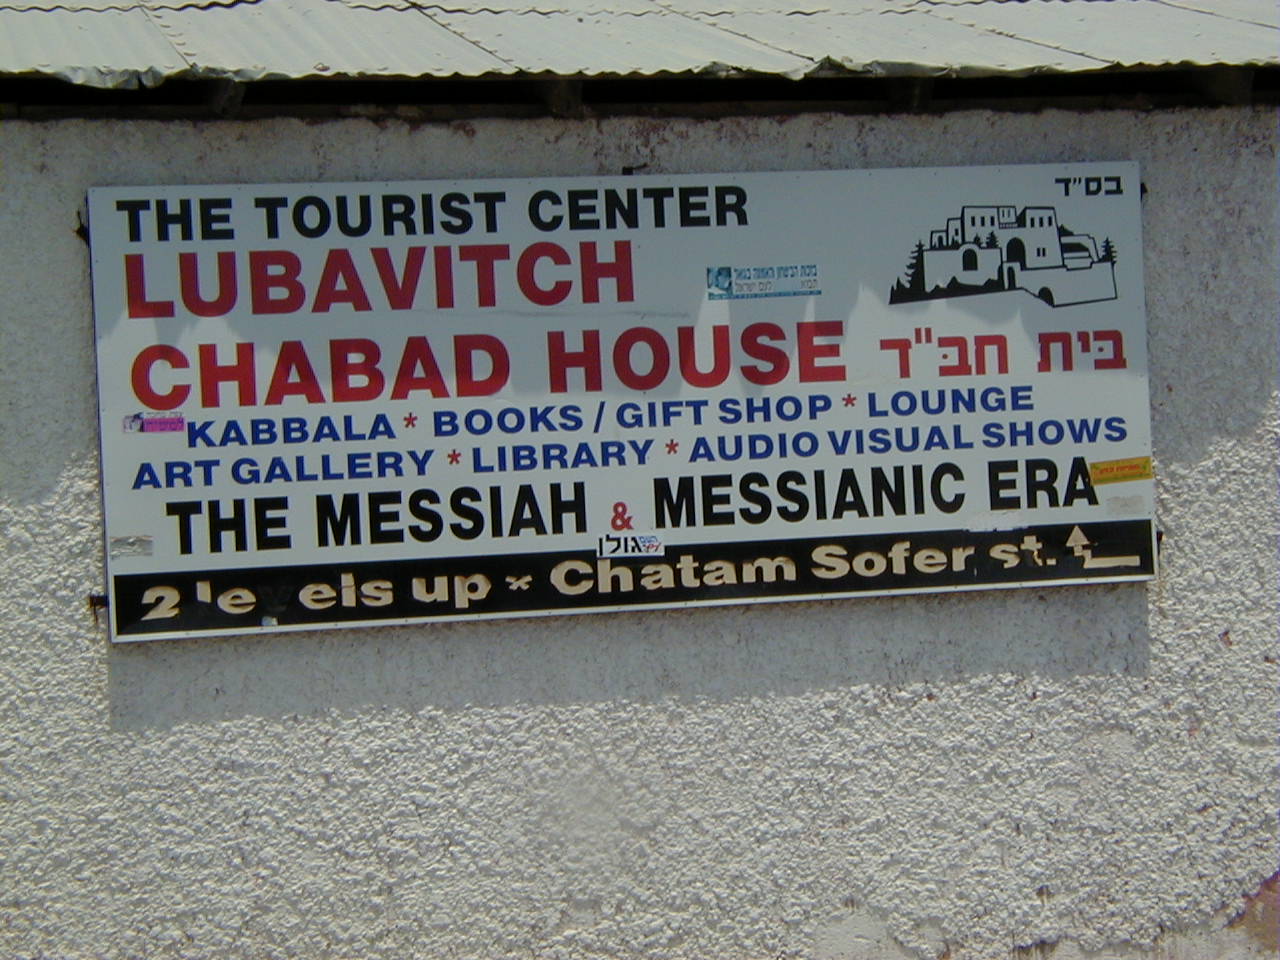 בס"ד
THE TOURIST CENTER
LUBAVITCH
CHABAD HOUSE בית חב"ד
KABBALA * BOOKS / GIFT SHOP * LOUNGE
ART GALLERY * LIBRARY * AUDIO VISUAL SHOWS
THE MESSIAH & MESSIANIC ERA
גולן
2 levels up * Chatam Sofer st.